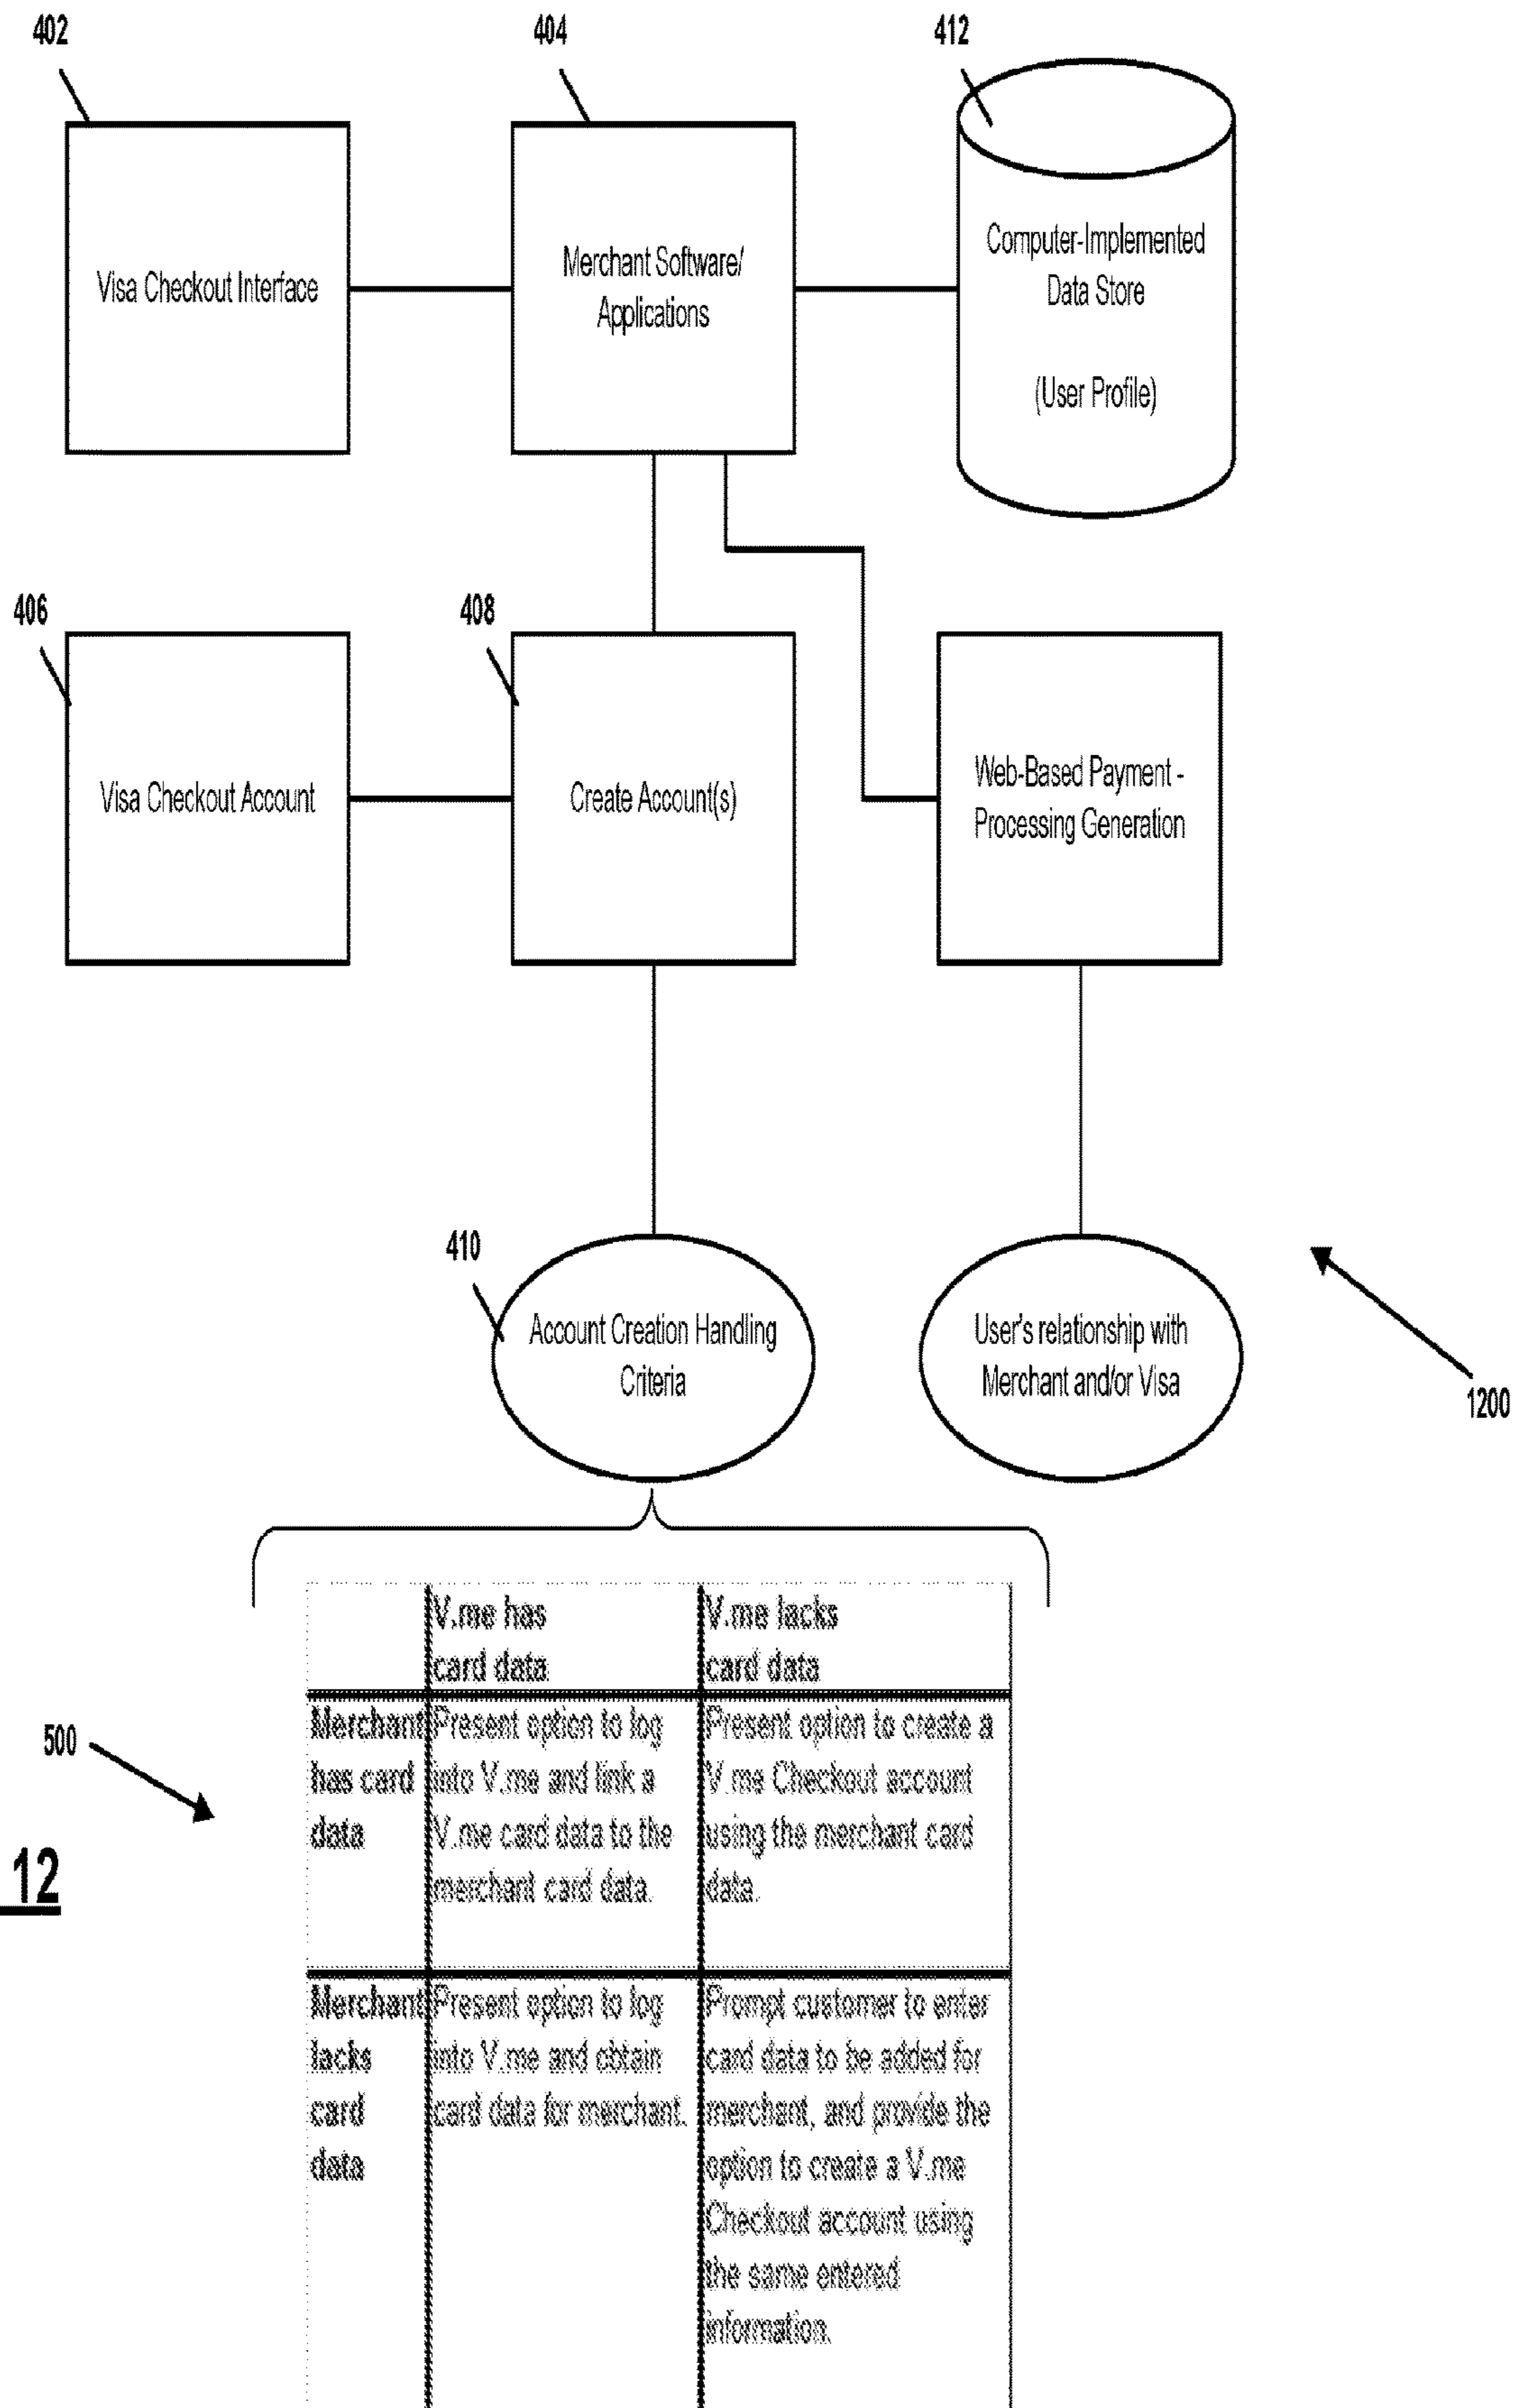 402
404
412
Visa Checkout Interface
Merchant Software/
Applications
Computer-Implemented
Data Store
(User Profile)
406
408
Visa Checkout Account
Create Account(s)
Web-Based Payment -
Processing Generation
410
Account Creation Handling
Criteria
User's relationship with
Merchant and/or Visa
1200
V.me has
card data
V.me lacks
card data
500
Merchant
has card
data
Present option to log
into V.me and link a
V.me card data to the
merchant card data.
Present option to create a
V.me Checkout account
using the merchant card
data.
12
Merchant
lacks
card
data
Present option to log
into V.me and obtain
card data for merchant.
Prompt customer to enter
card data to be added for
merchant, and provide the
option to create a V.me
Checkout account using
the same entered
information.